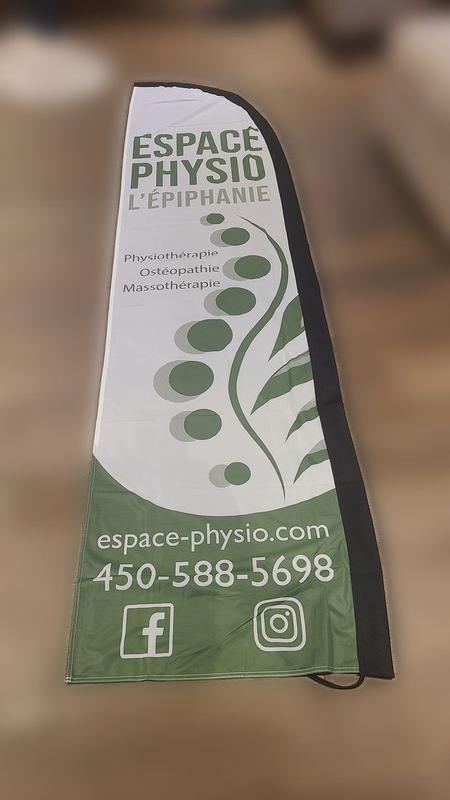 ESPACE
PHYSIO
L'ÉPIPHANIE
Physiothérapie
Ostéopathie
Massothérapie
espace-physio.com
450-588-5698